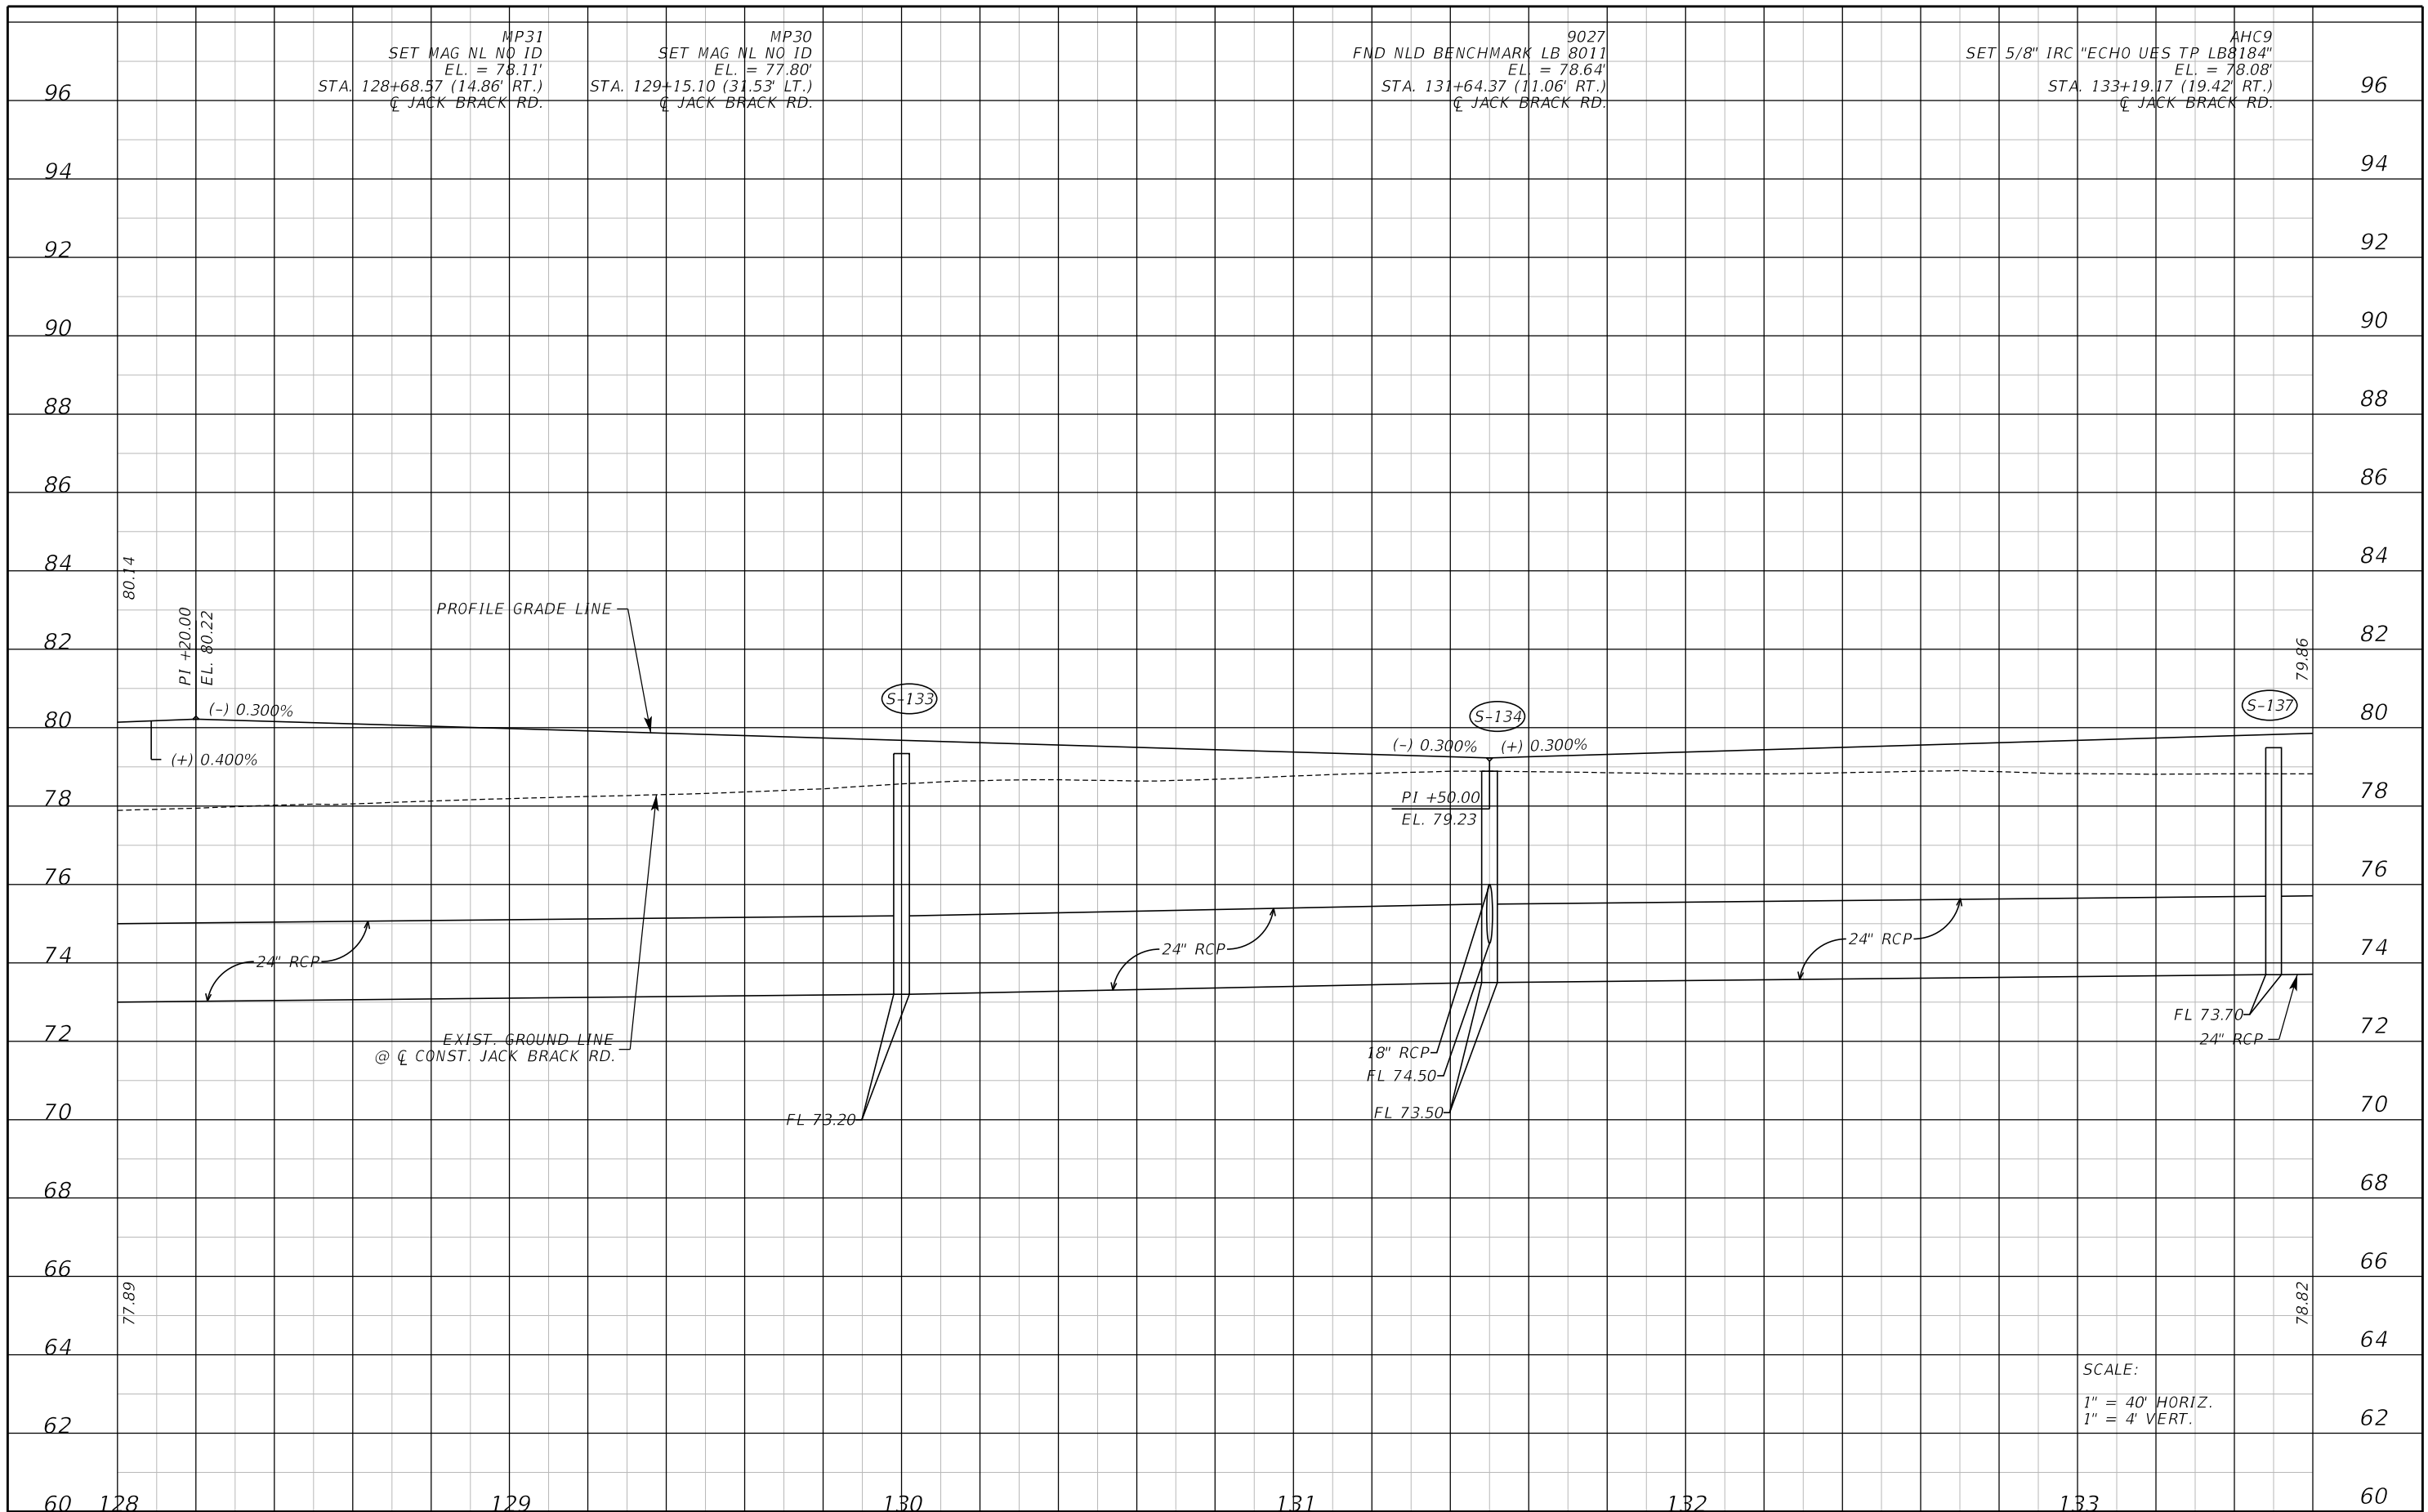 MP31
SET MAG NL NO ID
EL. = 78.11'
STA. 128+68.57 (14.86' RT.)
℄ JACK BRACK RD.
MP30
SET MAG NL NO ID
EL. = 77.80'
STA. 129+15.10 (31.53' LT.)
℄ JACK BRACK RD.
9027
FND NLD BENCHMARK LB 8011
EL. = 78.64'
STA. 131+64.37 (11.06' RT.)
℄ JACK BRACK RD.
AHC9
SET 5/8" IRC "ECHO UES TP LB8184"
EL. = 78.08'
STA. 133+19.17 (19.42' RT.)
℄ JACK BRACK RD.
96 96
94 94
92 92
90 90
88 88
86 86
84 84
80.14
PROFILE GRADE LINE
PI +20.00
EL. 80.22
82 82
79.86
S-133
S-134
S-137
(-) 0.300%
80 80
(+) 0.400%
(-) 0.300% (+) 0.300%
78 78
PI +50.00
EL. 79.23
76 76
24" RCP
24" RCP
24" RCP
74 74
FL 73.70
24" RCP
72 72
EXIST. GROUND LINE
@ ℄ CONST. JACK BRACK RD.
18" RCP
FL 74.50
FL 73.50
FL 73.20
70 70
68 68
66 66
77.89
78.82
64 64
SCALE:
1" = 40' HORIZ.
1" = 4' VERT.
62 62
60 128 129 130 131 132 133 60